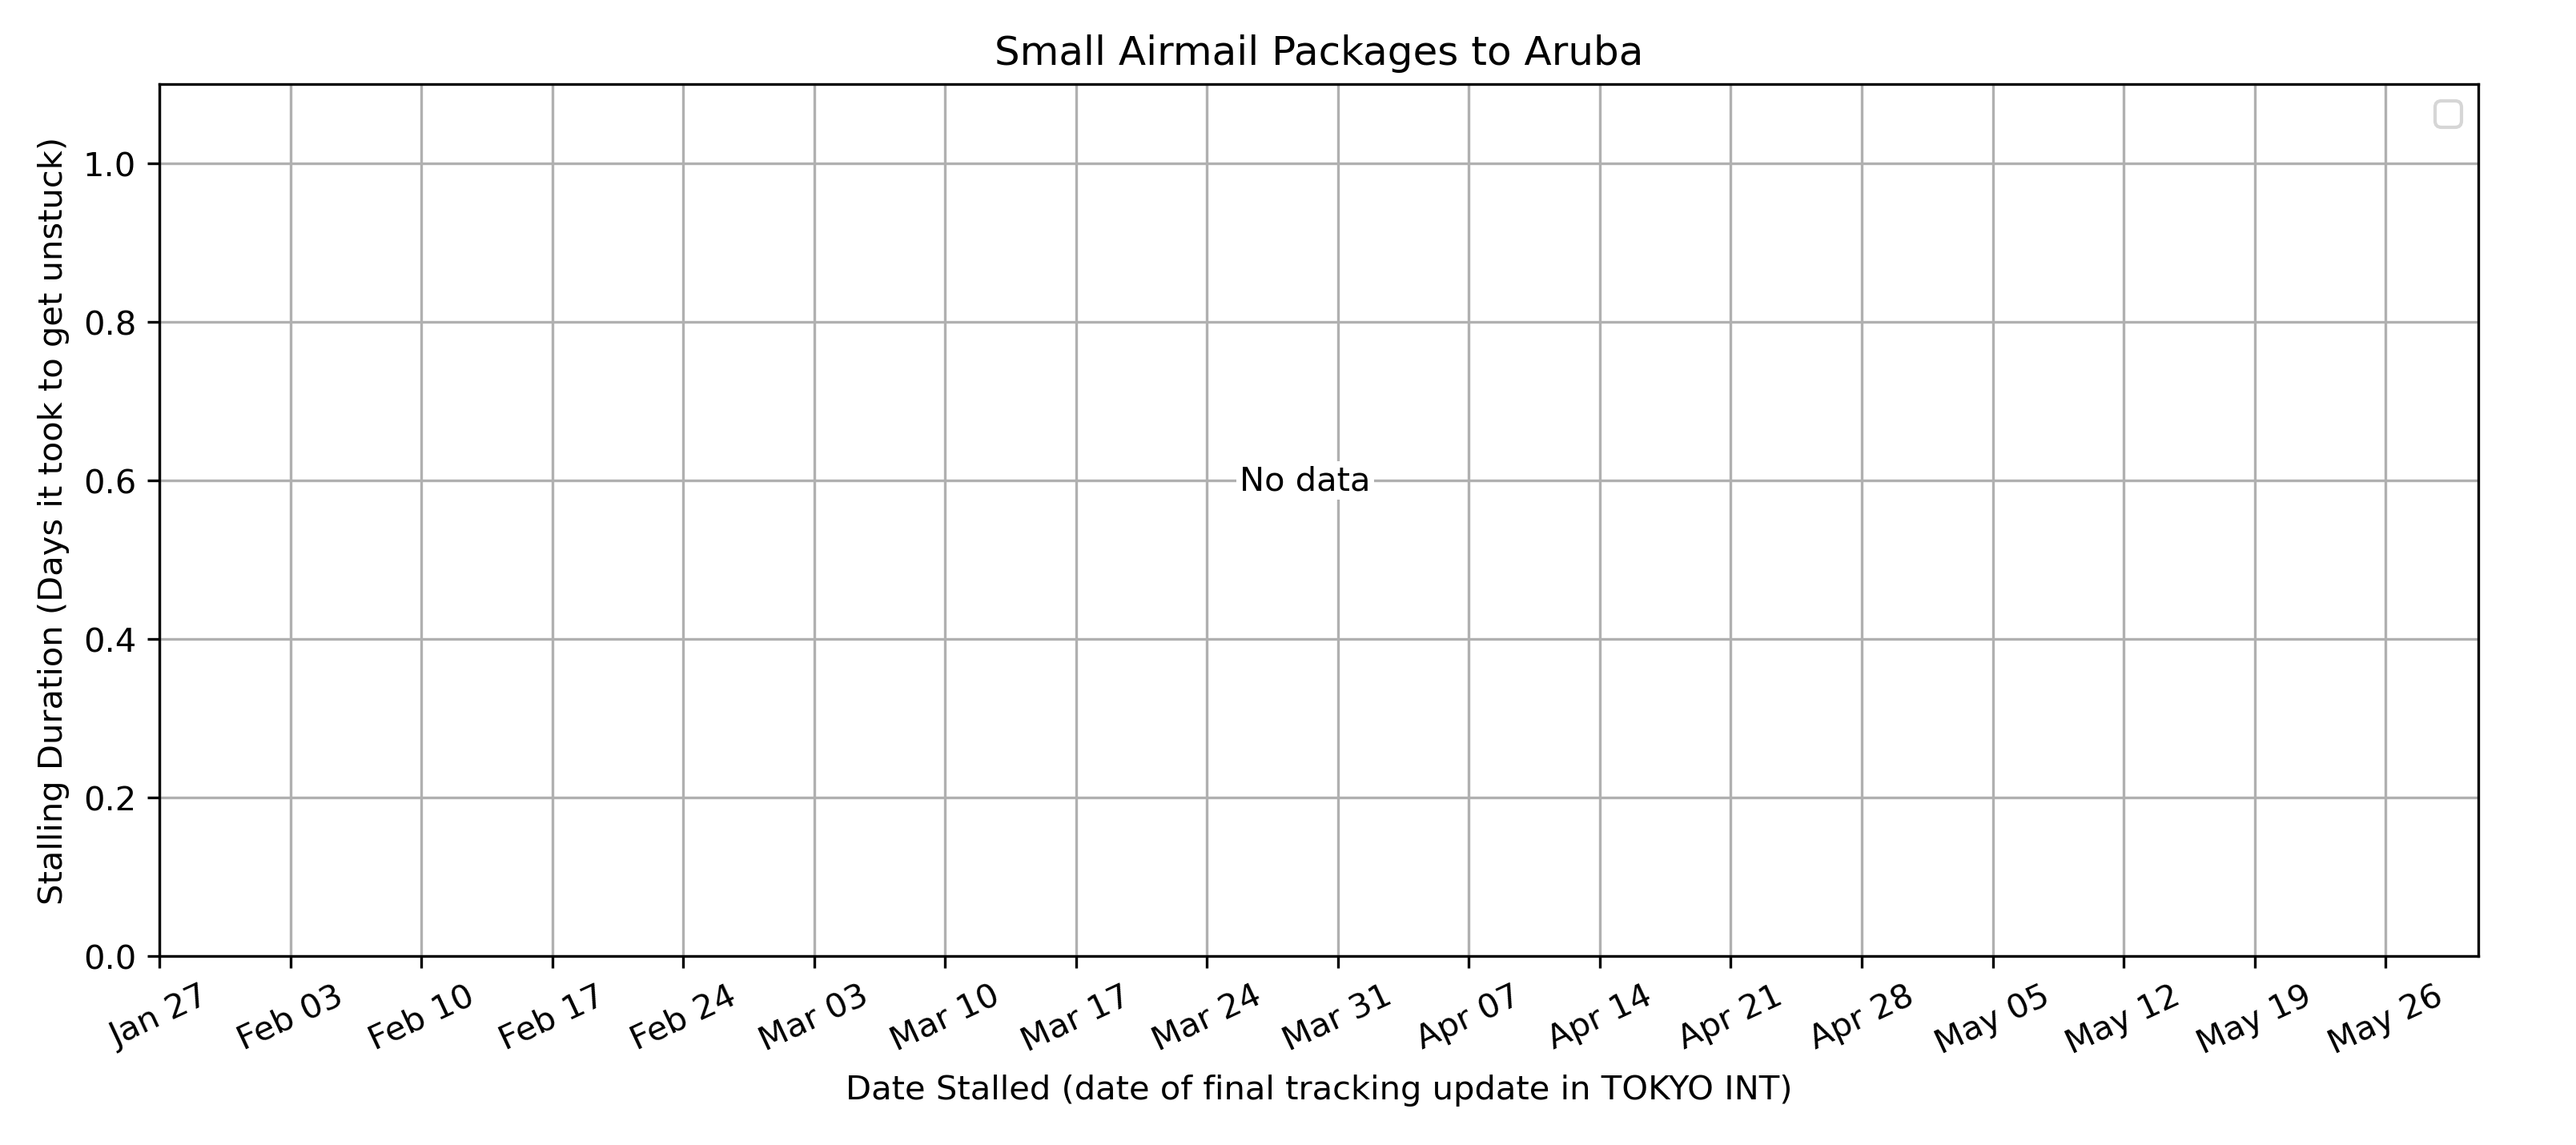 Small Airmail Packages to Aruba
Stalling Duration (Days it took to get unstuck)
1.0
0.8
0.6
0.4
0.2
0.0
No data
Jan 27
Feb 03
Feb 10
Feb 17
Feb 24
Mar 03
Mar 10
Mar 17
Mar 24
Mar 31
Apr 07
Apr 14
Apr 21
Apr 28
May 05
May 12
May 19
May 26
Date Stalled (date of final tracking update in TOKYO INT)